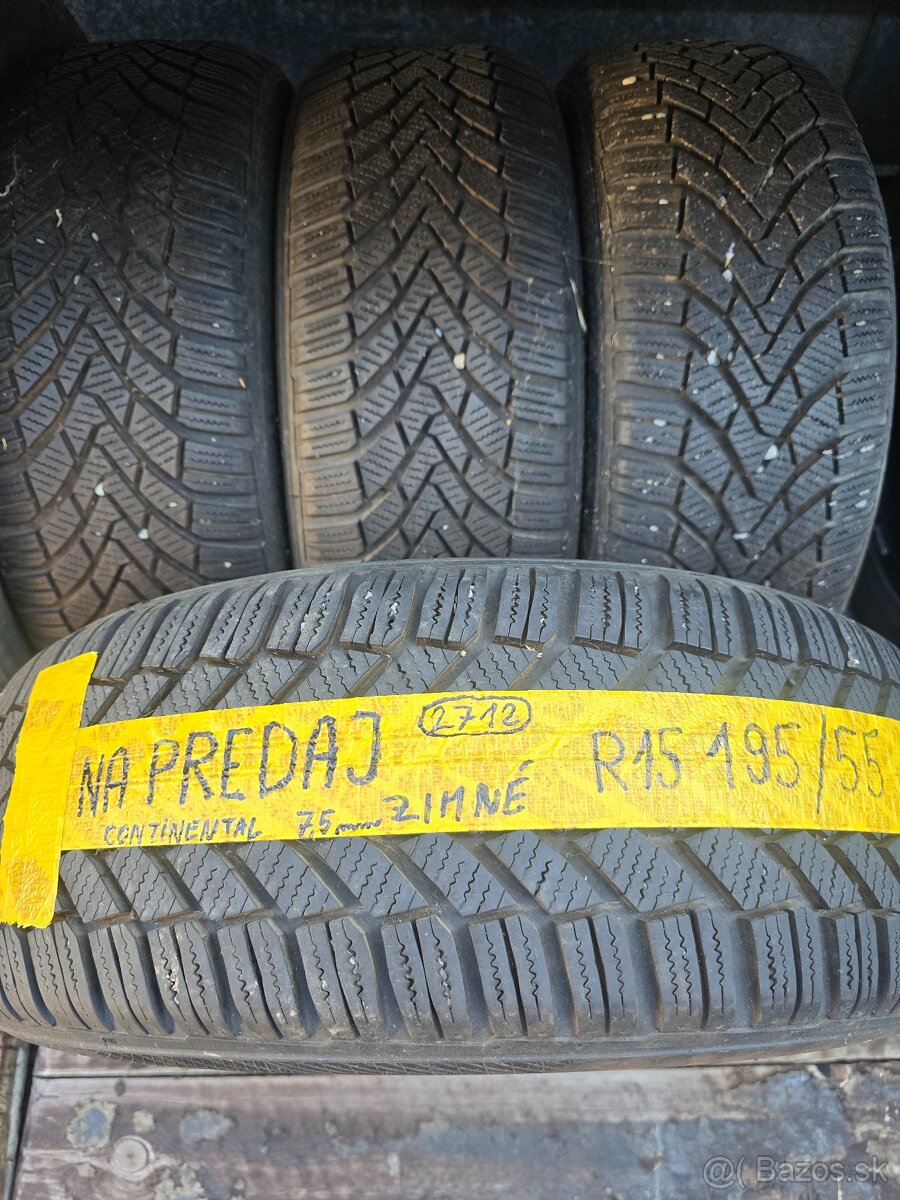 NA PREDAJ 2712 R15 195/55
CONTINENTAL 7,5mm ZIMNÉ
@( Bazos.sk